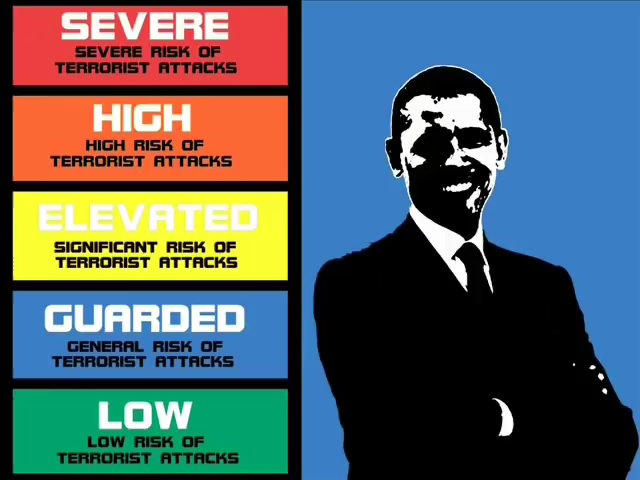 SEVERE
SEVERE RISK OF
TERRORIST ATTACKS
HIGH
HIGH RISK OF
TERRORIST ATTACKS
ELEVATED
SIGNIFICANT RISK OF
TERRORIST ATTACKS
GUARDED
GENERAL RISK OF
TERRORIST ATTACKS
LOW
LOW RISK OF
TERRORIST ATTACKS